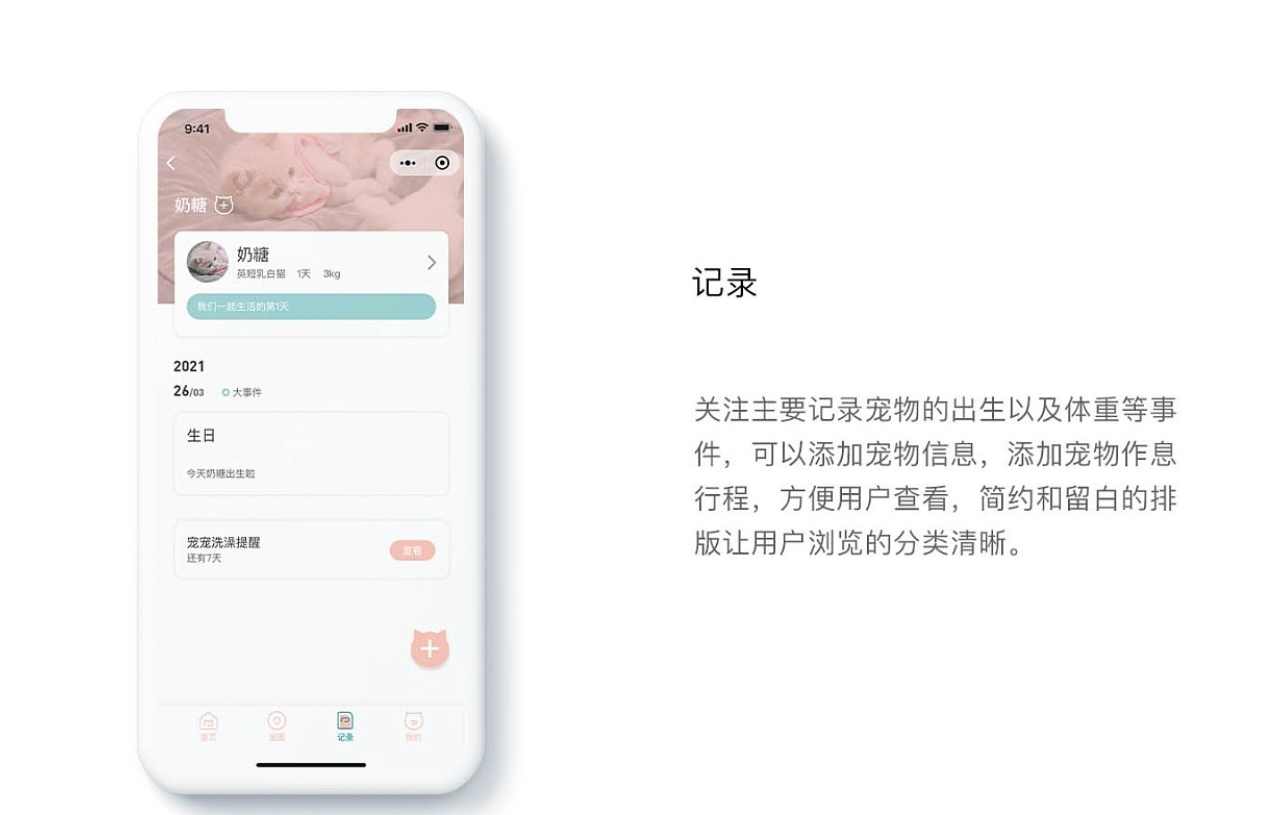 9:41
奶糖
奶糖
英短乳白猫 1天 3kg
我们一起生活的第1天
2021
26/03 大事件
生日
今天奶糖出生啦
宠宠洗澡提醒
还有7天
查看
首页
宠圈
记录
我的
记录
关注主要记录宠物的出生以及体重等事
件，可以添加宠物信息，添加宠物作息
行程，方便用户查看，简约和留白的排
版让用户浏览的分类清晰。